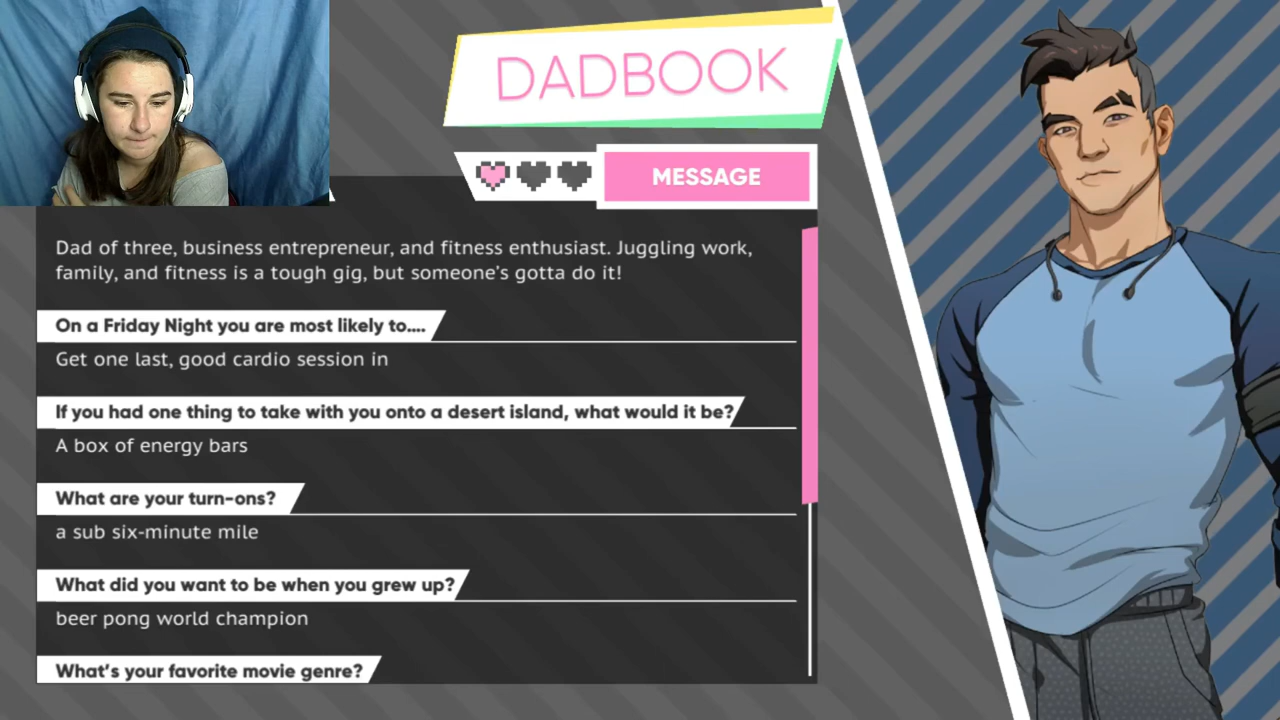 DADBOOK
MESSAGE
Dad of three, business entrepreneur, and fitness enthusiast. Juggling work,
family, and fitness is a tough gig, but someone's gotta do it!
On a Friday Night you are most likely to....
Get one last, good cardio session in
If you had one thing to take with you onto a desert island, what would it be?
A box of energy bars
What are your turn-ons?
a sub six-minute mile
What did you want to be when you grew up?
beer pong world champion
What's your favorite movie genre?